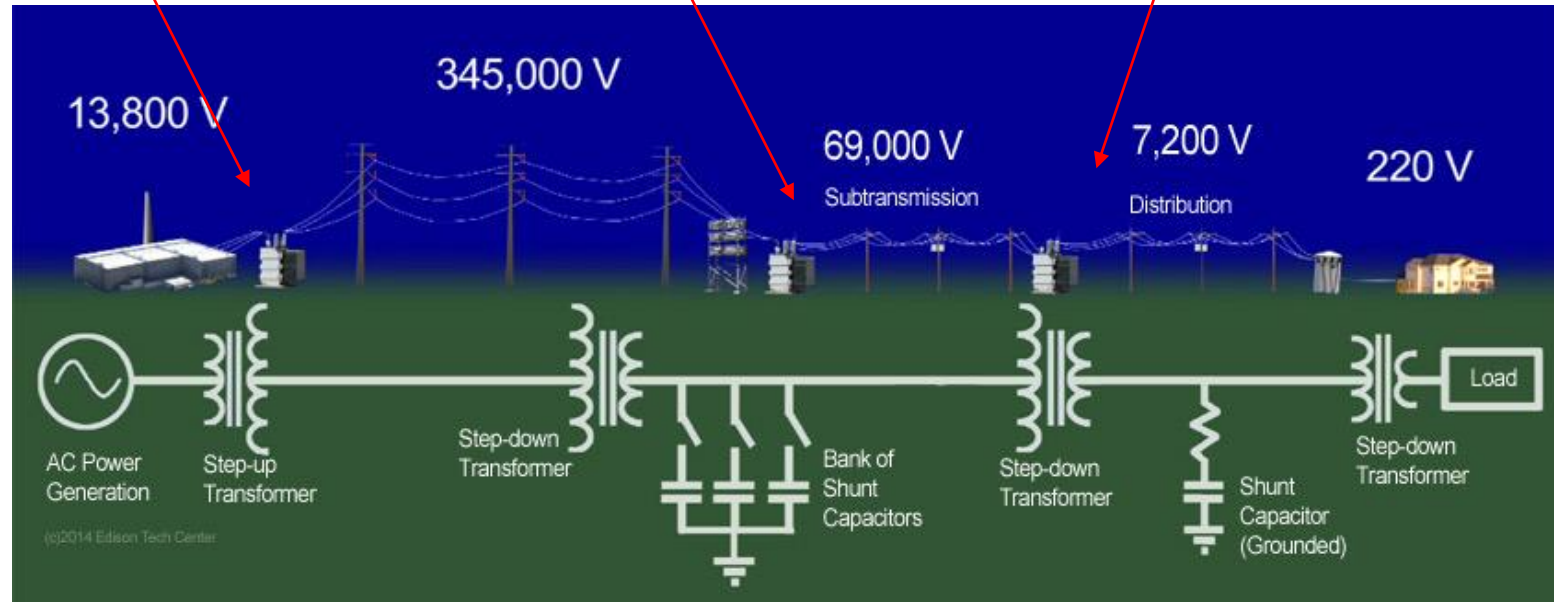 13,800 V
345,000 V
69,000 V
Subtransmission
7,200 V
Distribution
220 V
AC Power
Generation
Step-up
Transformer
Step-down
Transformer
Bank of
Shunt
Capacitors
Step-down
Transformer
Shunt
Capacitor
(Grounded)
Step-down
Transformer
Load
(c)2014 Edison Tech Center